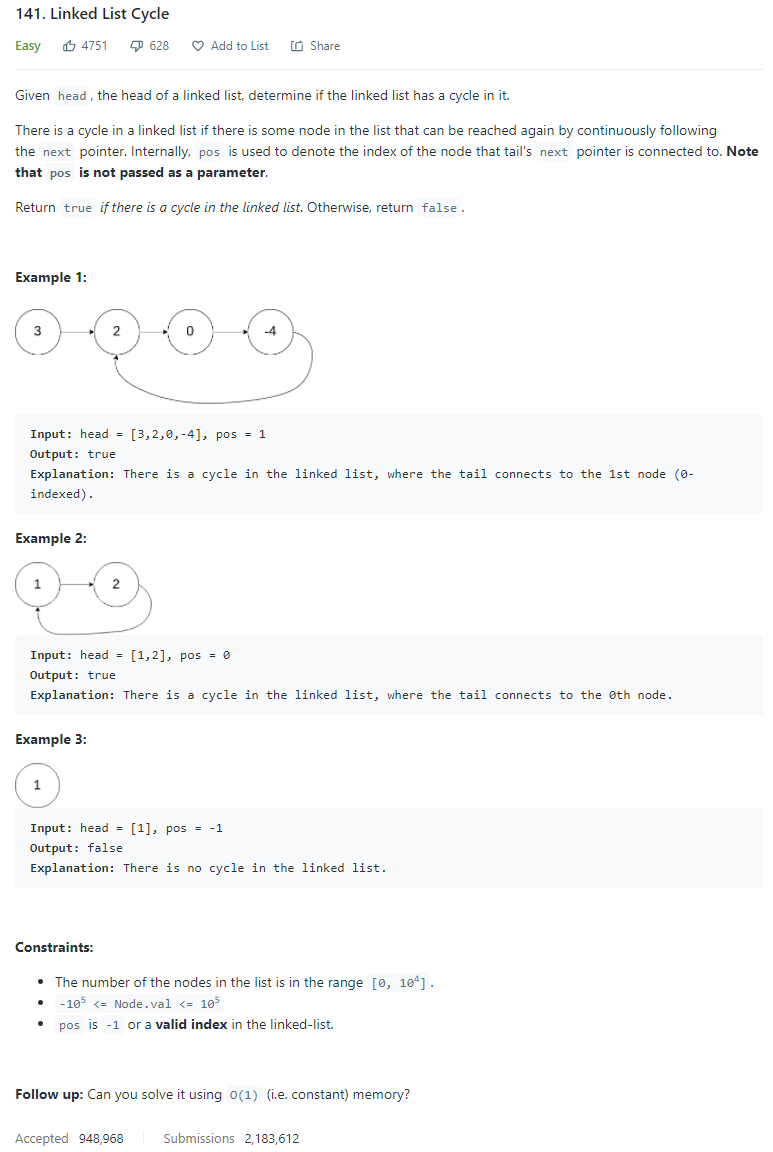 141. Linked List Cycle
Easy 4751 628 Add to List Share
Given head, the head of a linked list, determine if the linked list has a cycle in it.
There is a cycle in a linked list if there is some node in the list that can be reached again by continuously following
the next pointer. Internally, pos is used to denote the index of the node that tail's next pointer is connected to. Note
that pos is not passed as a parameter.
Return true if there is a cycle in the linked list. Otherwise, return false.
Example 1:
3 2 0 -4
Input: head = [3,2,0,-4], pos = 1
Output: true
Explanation: There is a cycle in the linked list, where the tail connects to the 1st node (0-
indexed).
Example 2:
1 2
Input: head = [1,2], pos = 0
Output: true
Explanation: There is a cycle in the linked list, where the tail connects to the 0th node.
Example 3:
1
Input: head = [1], pos = -1
Output: false
Explanation: There is no cycle in the linked list.
Constraints:
• The number of the nodes in the list is in the range [0, 10⁴].
• -10⁵ <= Node.val <= 10⁵
• pos is -1 or a valid index in the linked-list.
Follow up: Can you solve it using O(1) (i.e. constant) memory?
Accepted 948,968 Submissions 2,183,612